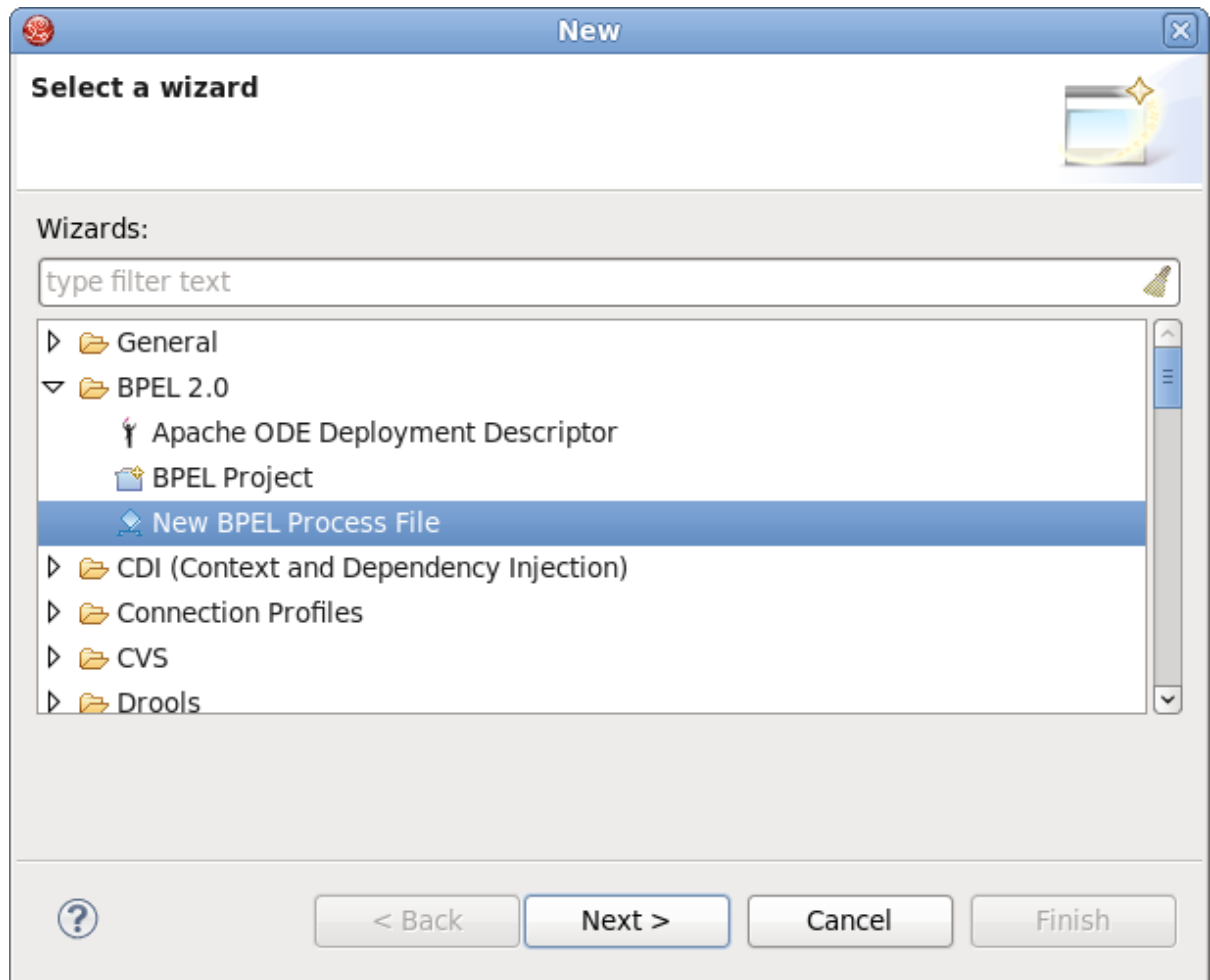 New
Select a wizard
Wizards:
type filter text
General
BPEL 2.0
Apache ODE Deployment Descriptor
BPEL Project
New BPEL Process File
CDI (Context and Dependency Injection)
Connection Profiles
CVS
Drools
< Back Next > Cancel Finish